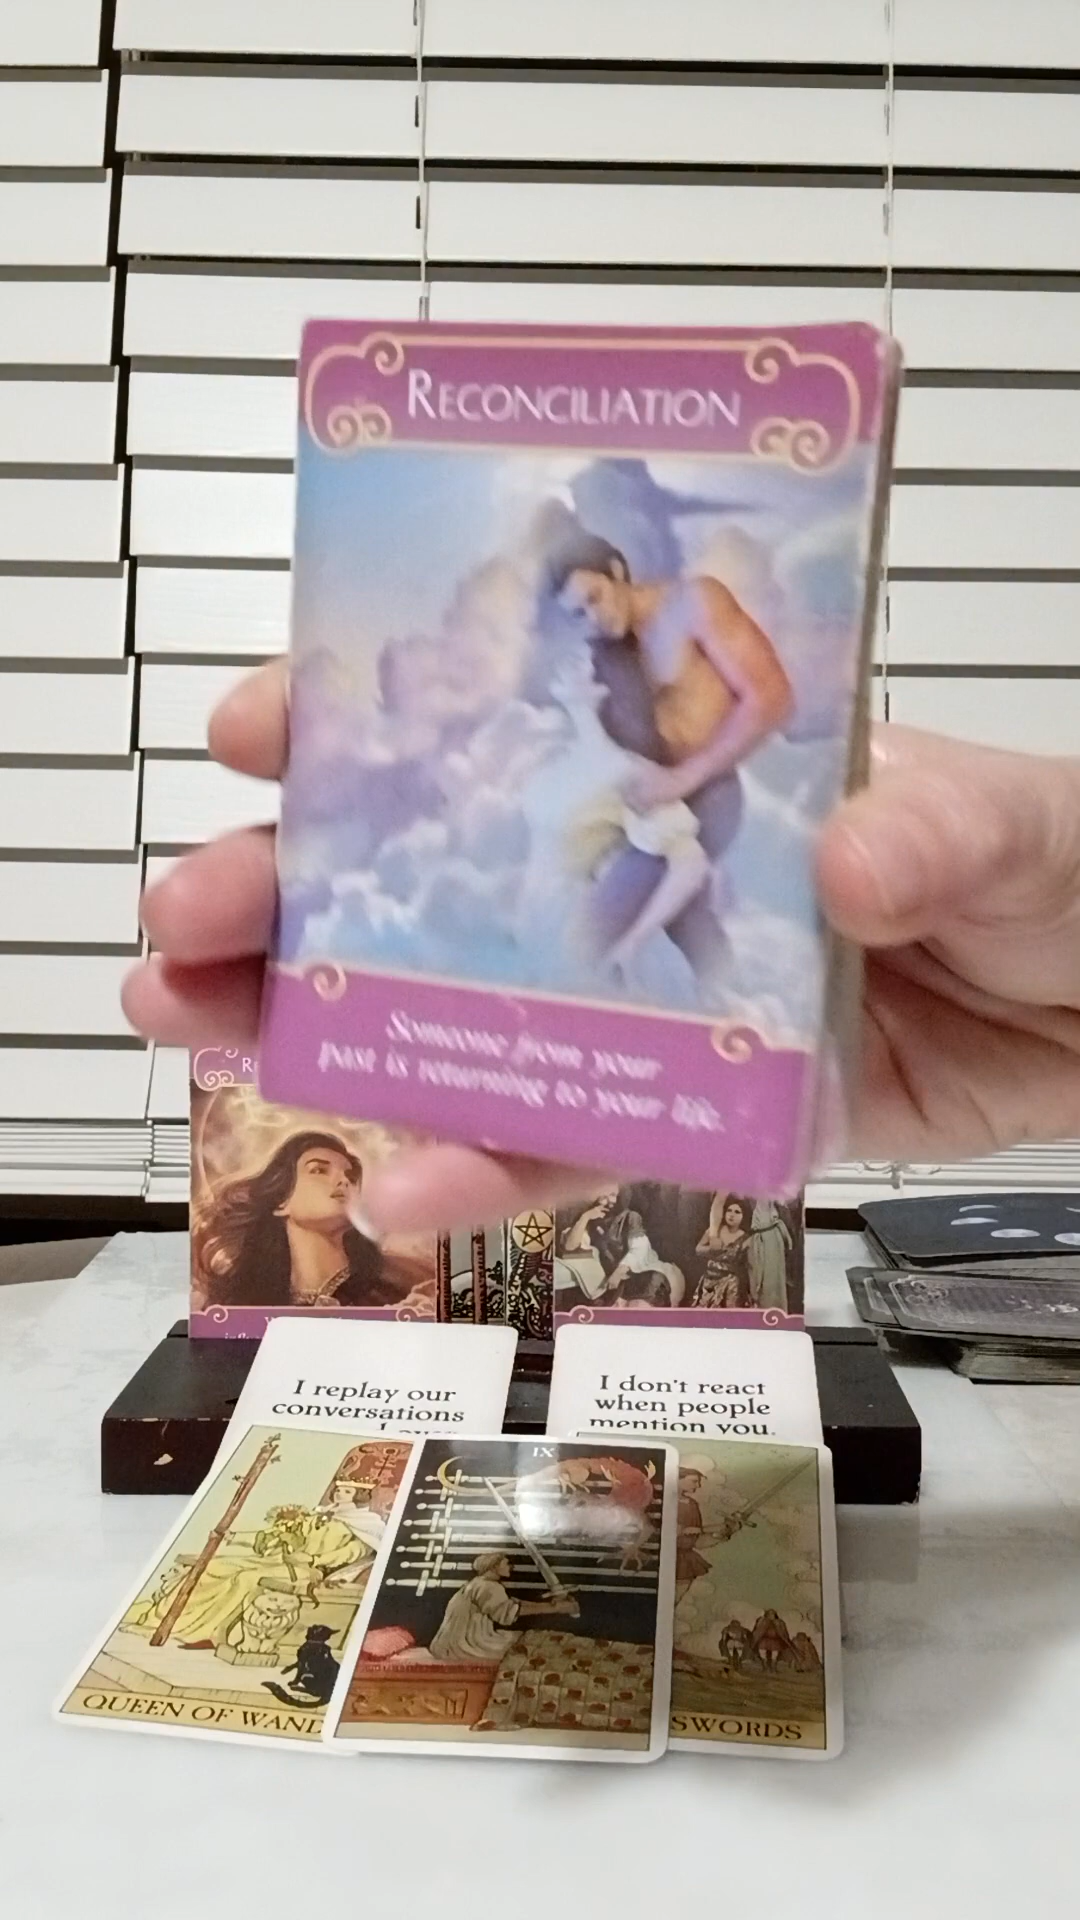 RECONCILIATION
Someone from your
past is returning to your life.
I replay our
conversations
I don't react
when people
mention you.
IX
QUEEN OF WAND
SWORDS